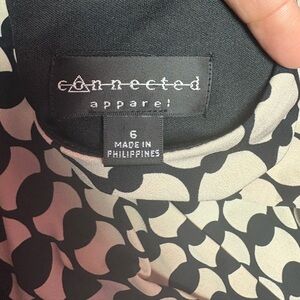 connected
apparel
6
MADE IN
PHILIPPINES